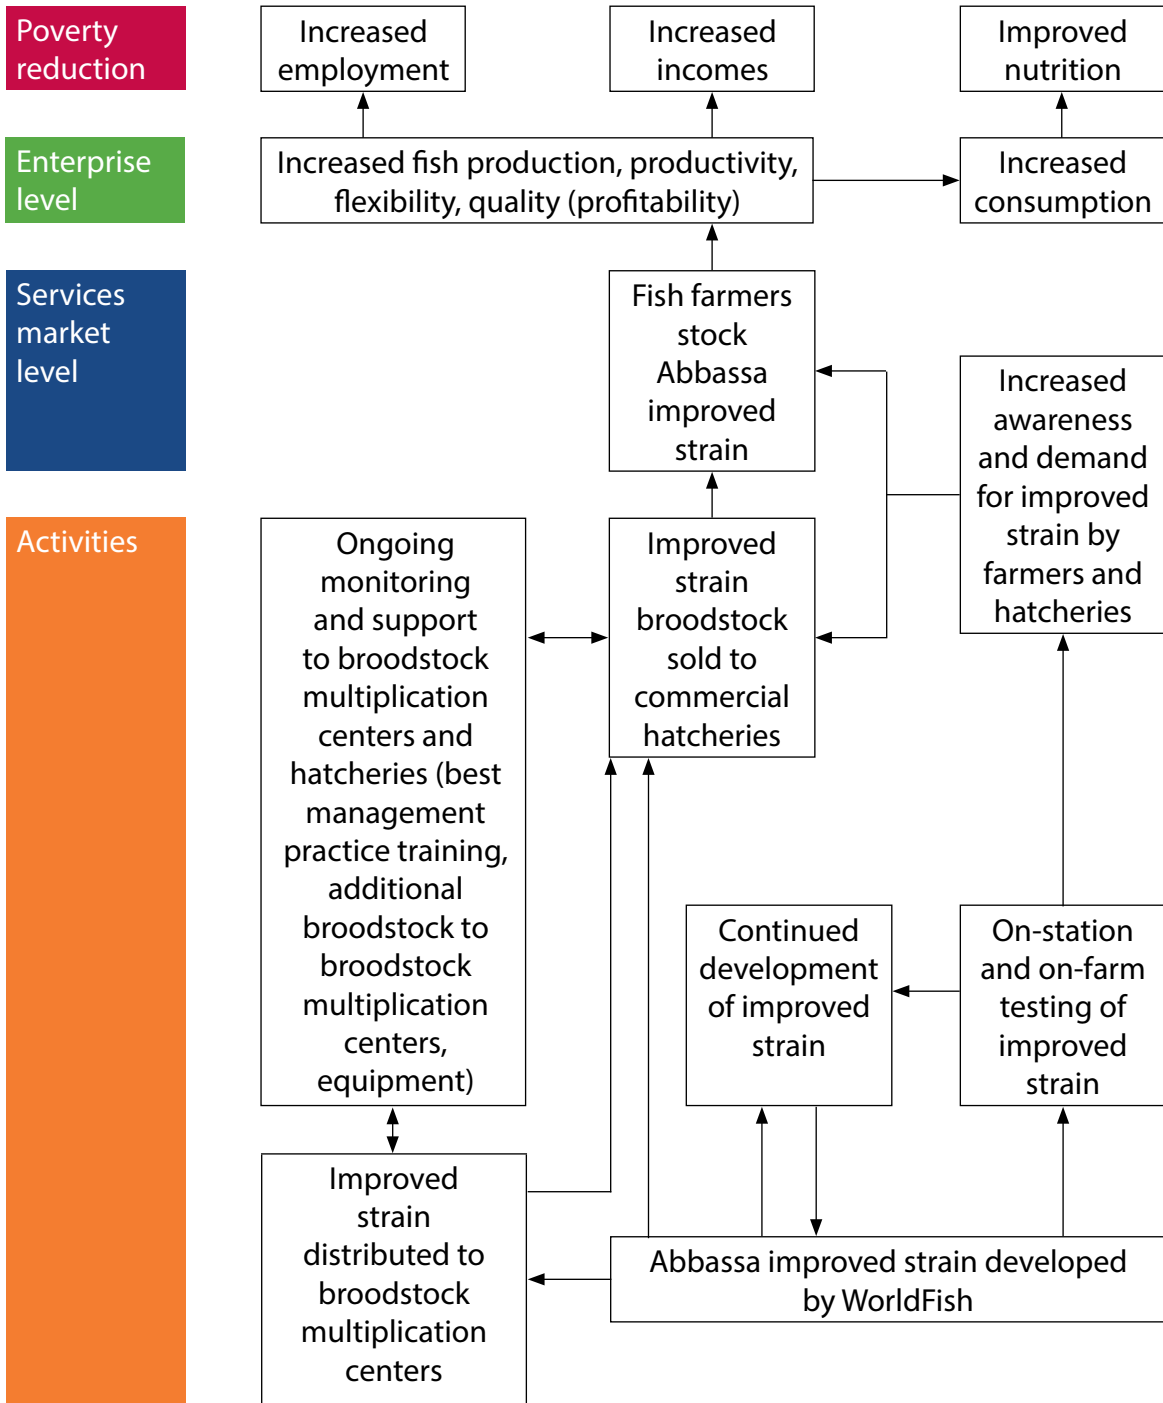 Poverty
reduction
Increased
employment
Increased
incomes
Improved
nutrition
Enterprise
level
Increased fish production, productivity,
flexibility, quality (profitability)
Increased
consumption
Services
market
level
Fish farmers
stock
Abbassa
improved
strain
Increased
awareness
and demand
for improved
strain by
farmers and
hatcheries
Activities
Ongoing
monitoring
and support
to broodstock
multiplication
centers and
hatcheries (best
management
practice training,
additional
broodstock to
broodstock
multiplication
centers,
equipment)
Improved
strain
broodstock
sold to
commercial
hatcheries
Continued
development
of improved
strain
On-station
and on-farm
testing of
improved
strain
Improved
strain
distributed to
broodstock
multiplication
centers
Abbassa improved strain developed
by WorldFish